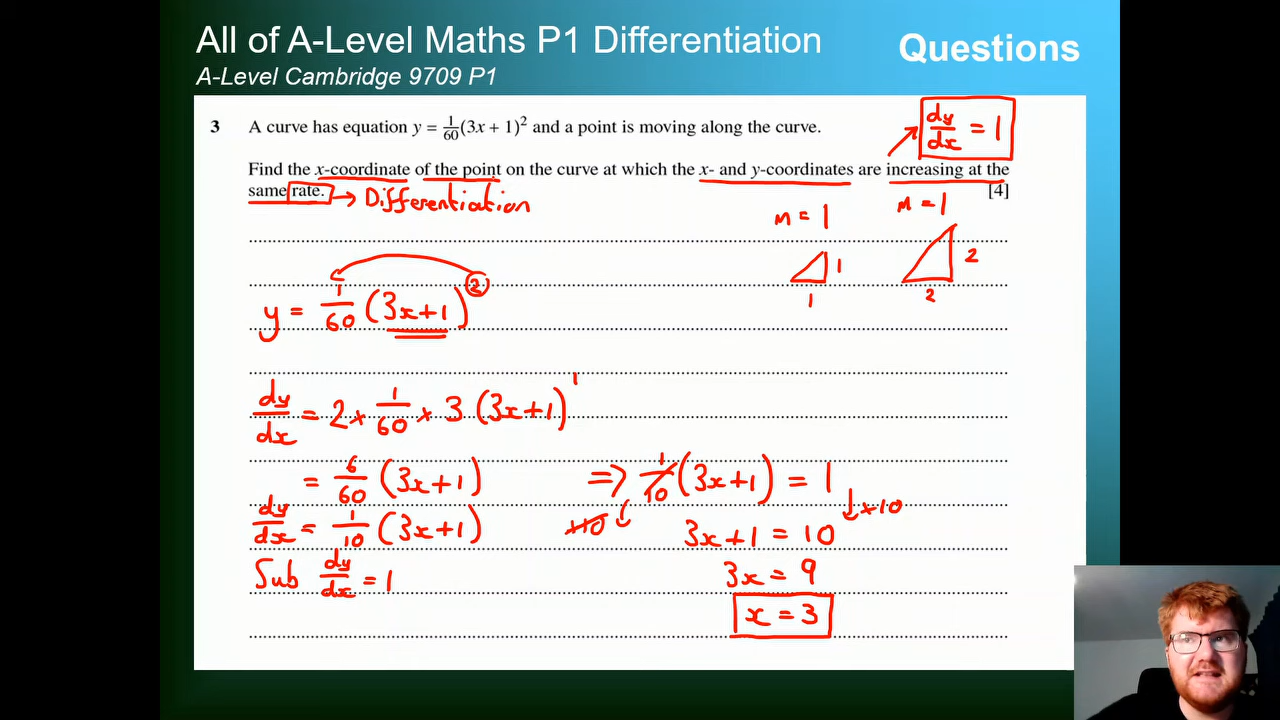 All of A-Level Maths P1 Differentiation
Questions
A-Level Cambridge 9709 P1
3 A curve has equation y = 1/60(3x + 1)² and a point is moving along the curve.
dy/dx = 1
Find the x-coordinate of the point on the curve at which the x- and y-coordinates are increasing at the
same rate. → Differentiation [4]
m = 1 m = 1
1 2
1 2
y = 1/60 (3x+1)²
dy/dx = 2 × 1/60 × 3 (3x+1)¹
= 6/60 (3x+1)
dy/dx = 1/10 (3x+1)
Sub dy/dx = 1
=> 1/10 (3x+1) = 1
×10 ↓ ↓ ×10
3x+1 = 10
3x = 9
x = 3